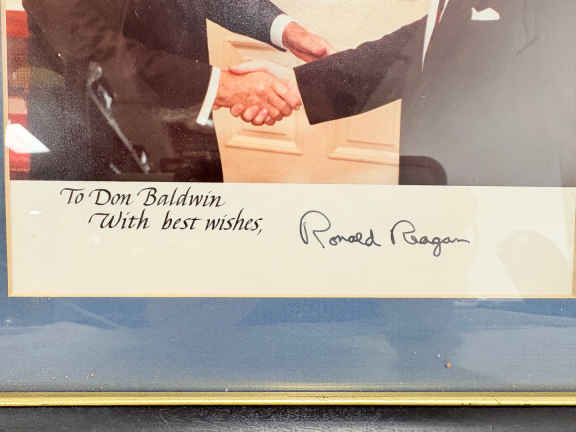 To Don Baldwin
With best wishes,
Ronald Reagan